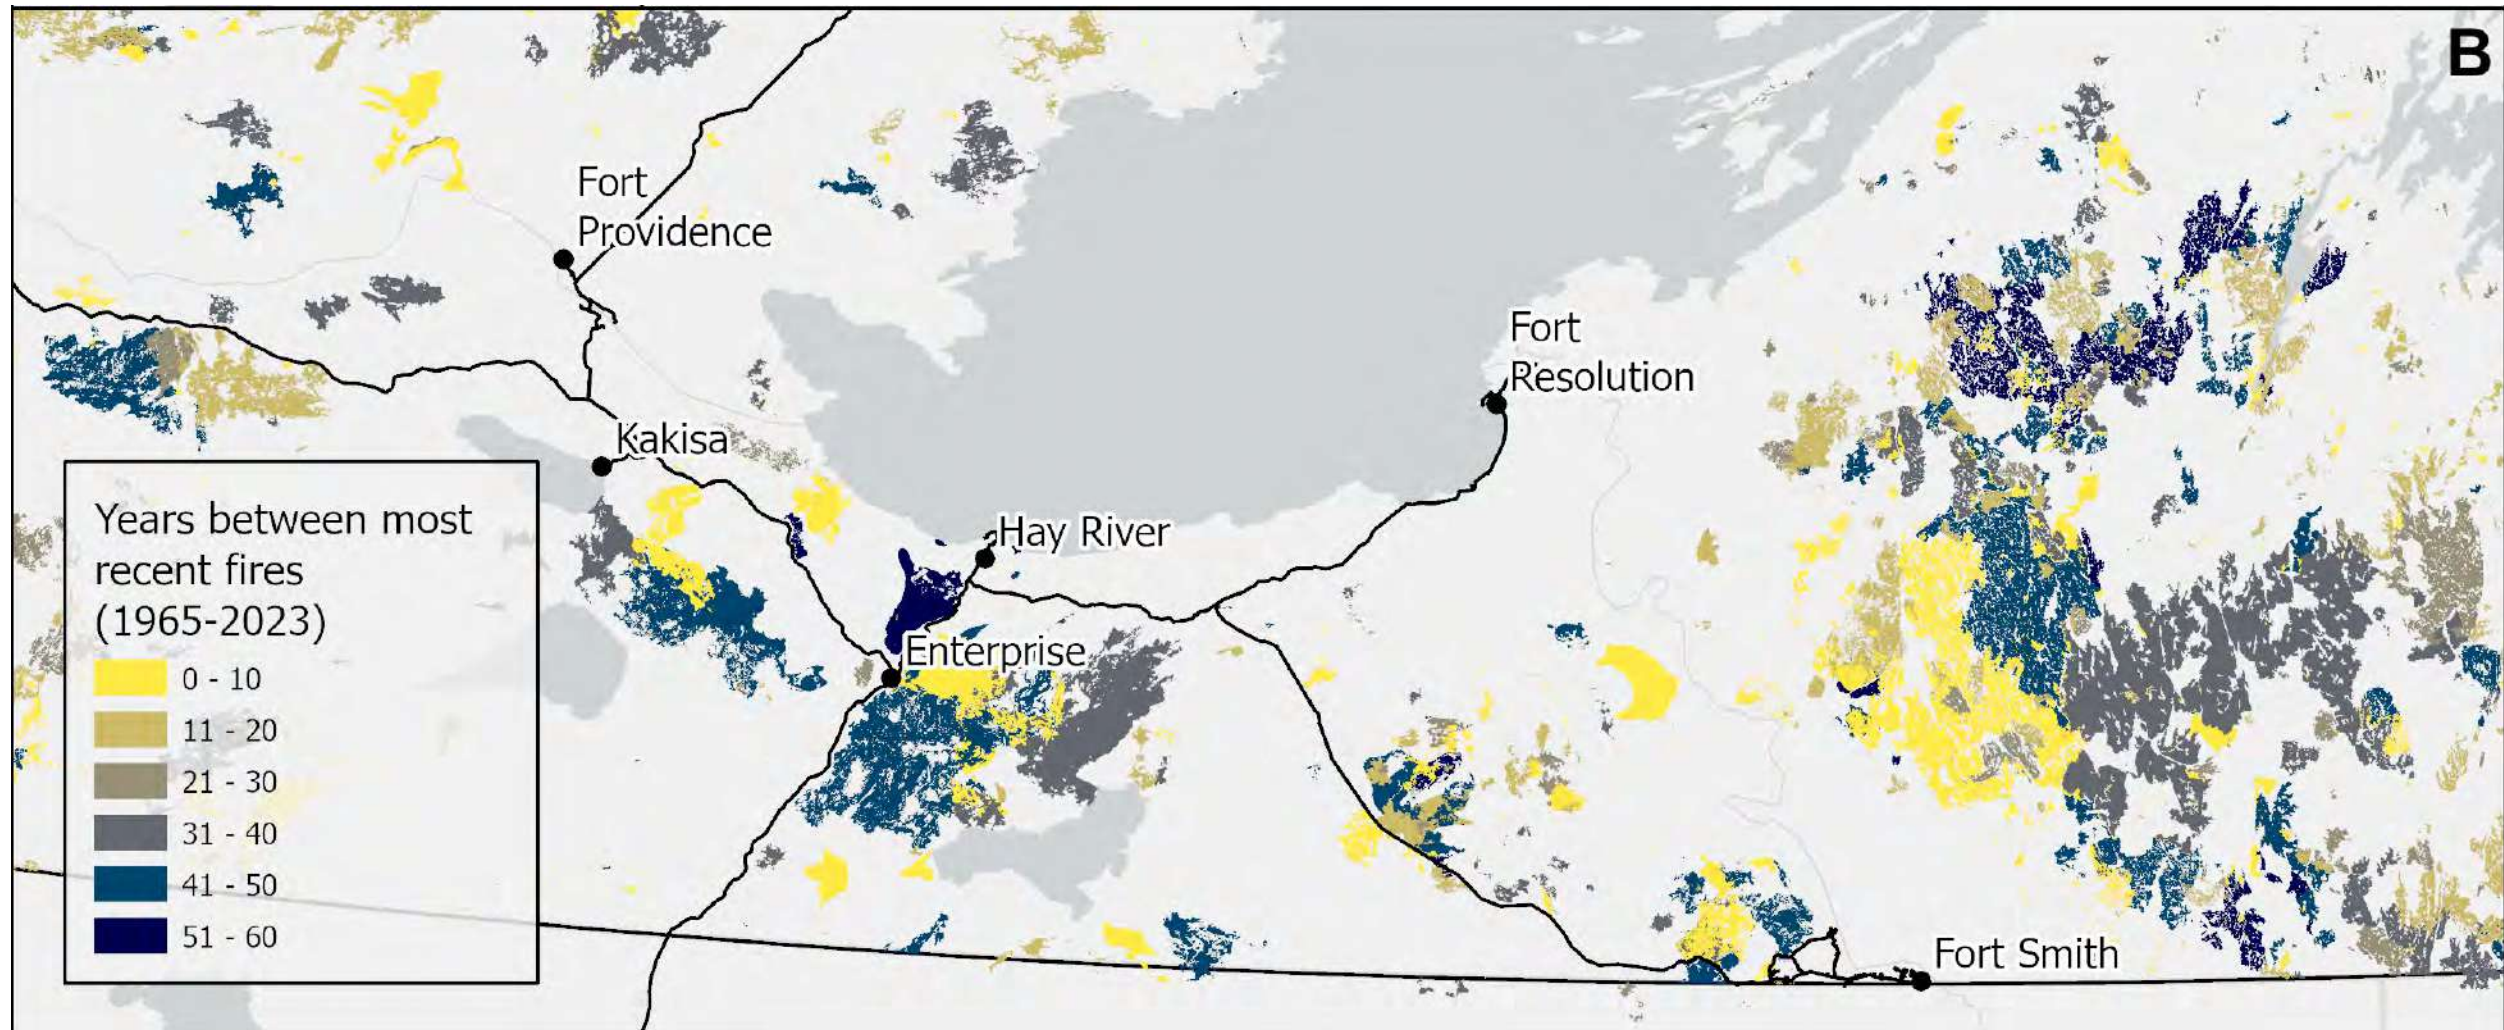 B
Fort
Providence
Fort
Resolution
Kakisa
Hay River
Enterprise
Fort Smith
Years between most
recent fires
(1965-2023)
0 - 10
11 - 20
21 - 30
31 - 40
41 - 50
51 - 60